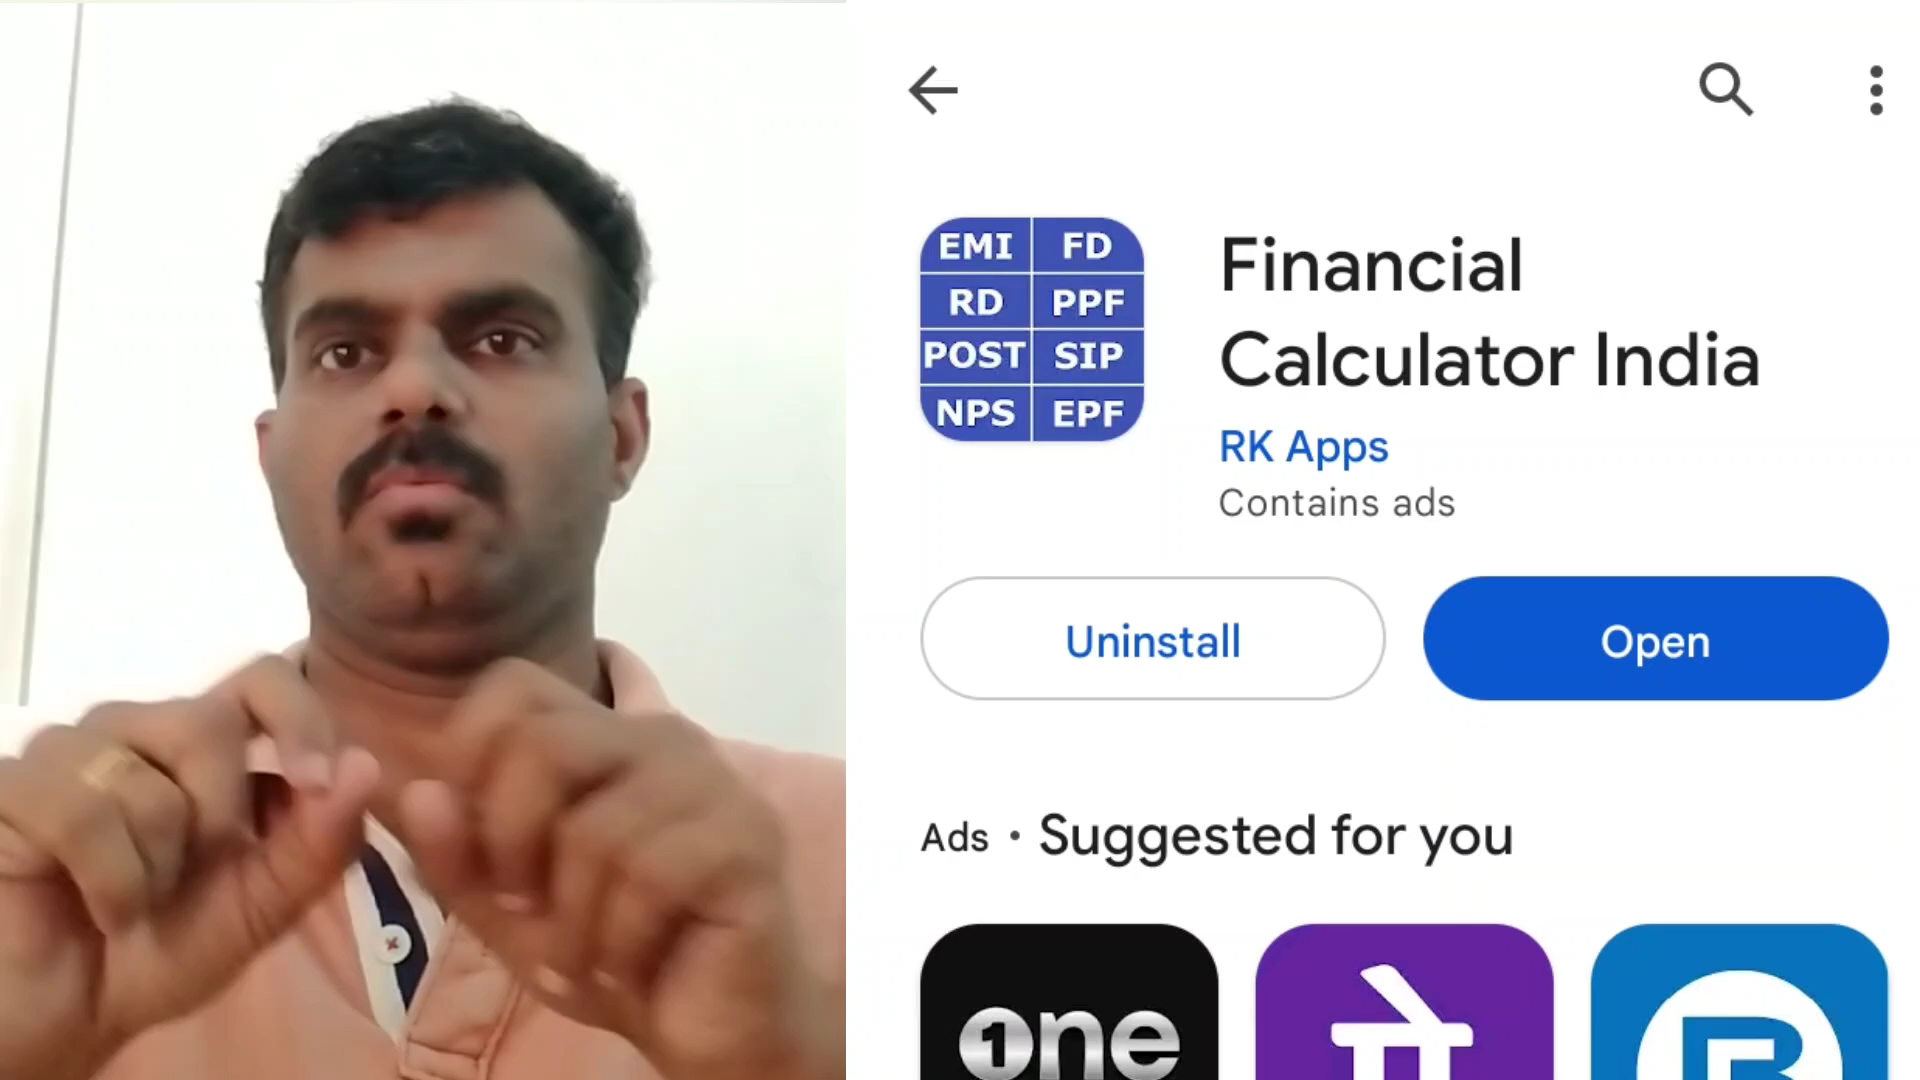 EMI FD
RD PPF
POST SIP
NPS EPF
Financial
Calculator India
RK Apps
Contains ads
Uninstall
Open
Ads • Suggested for you
1one
पे